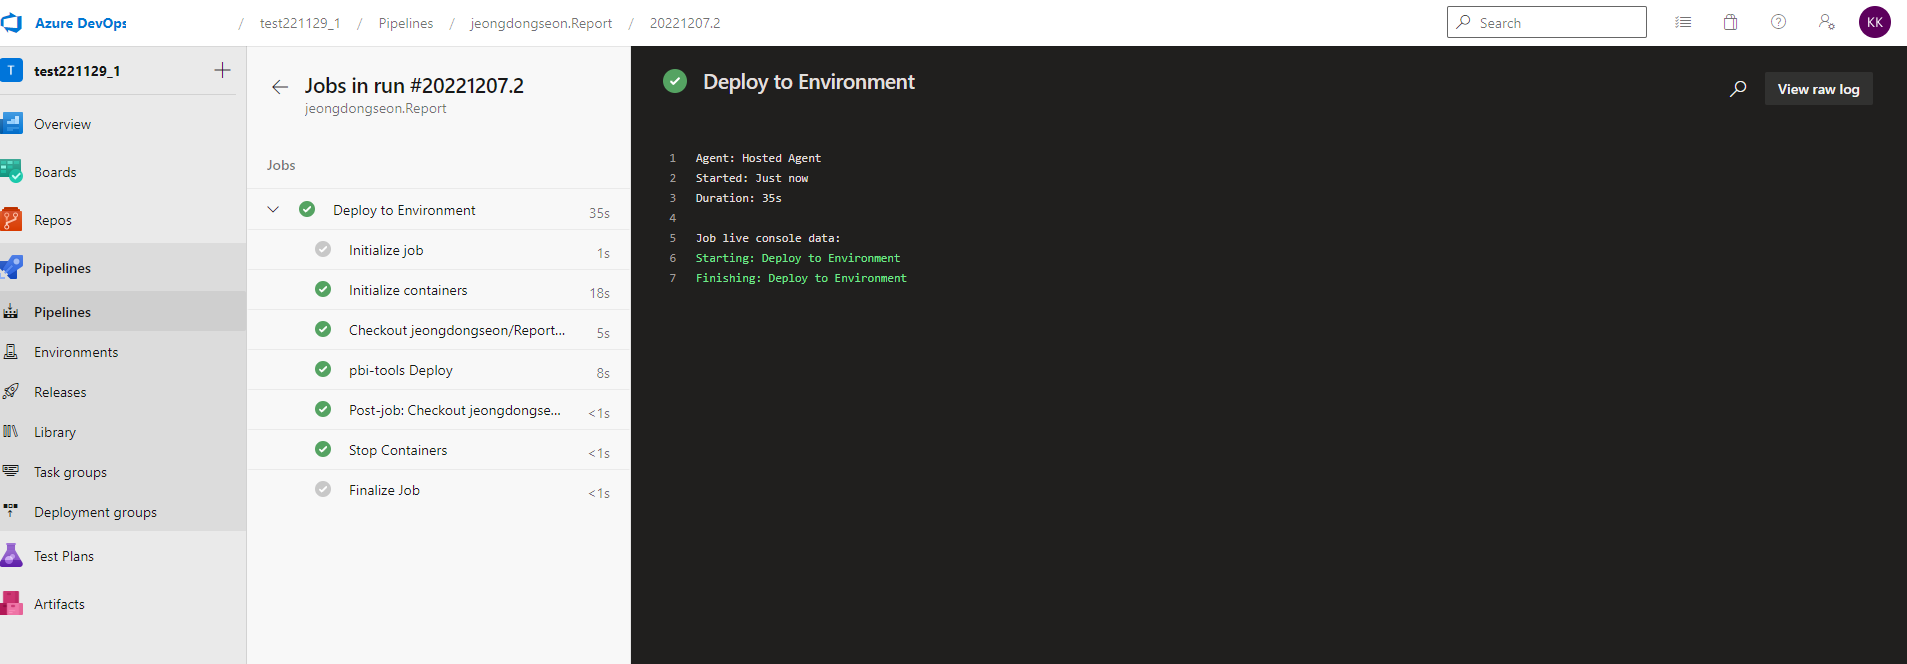 Azure DevOps / test221129_1 / Pipelines / jeongdongseon.Report / 20221207.2 Search KK
T test221129_1
Overview
Boards
Repos
Pipelines
Pipelines
Environments
Releases
Library
Task groups
Deployment groups
Test Plans
Artifacts
Jobs in run #20221207.2
jeongdongseon.Report
Jobs
Deploy to Environment 35s
Initialize job 1s
Initialize containers 18s
Checkout jeongdongseon/Report... 5s
pbi-tools Deploy 8s
Post-job: Checkout jeongdongse... <1s
Stop Containers <1s
Finalize Job <1s
Deploy to Environment
View raw log
1 Agent: Hosted Agent
2 Started: Just now
3 Duration: 35s
4
5 Job live console data:
6 Starting: Deploy to Environment
7 Finishing: Deploy to Environment